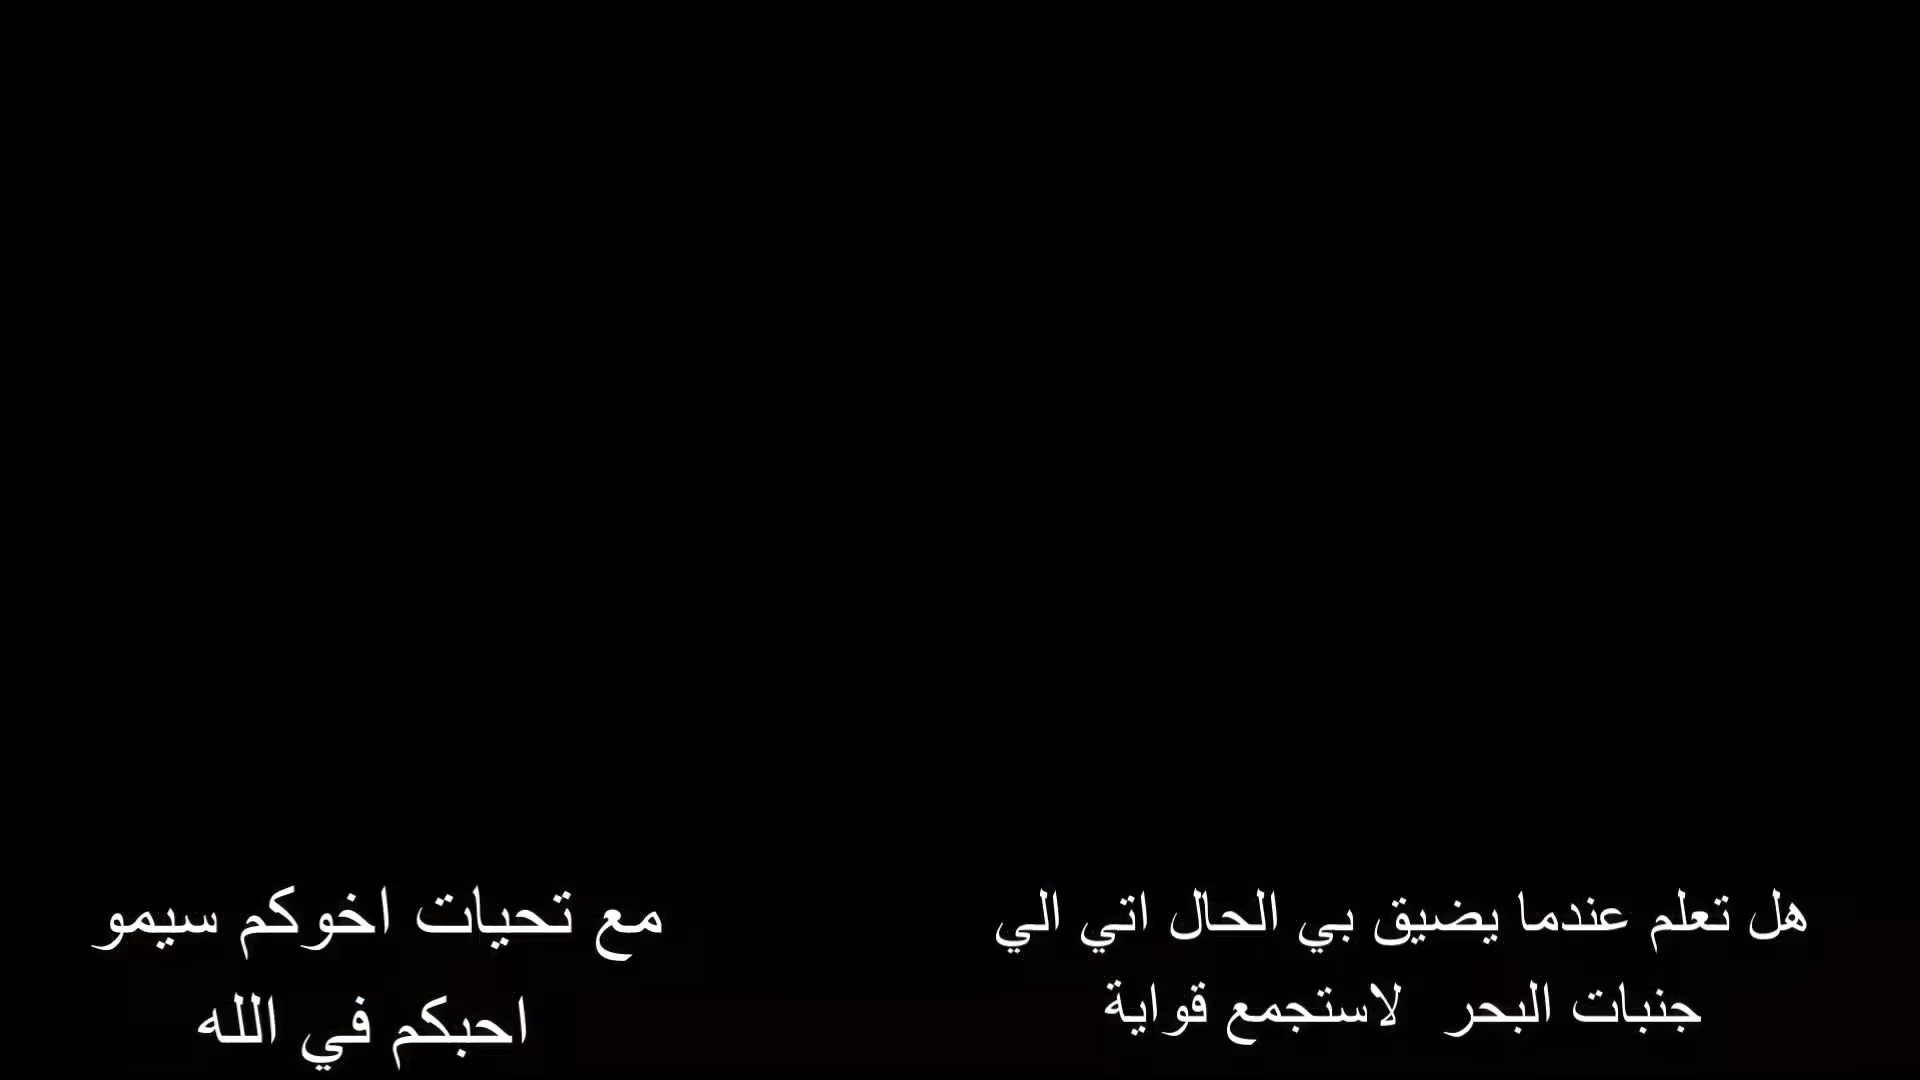 هل تعلم عندما يضيق بي الحال اتي الي
جنبات البحر لاستجمع قواية
مع تحيات اخوكم سيمو
احبكم في الله